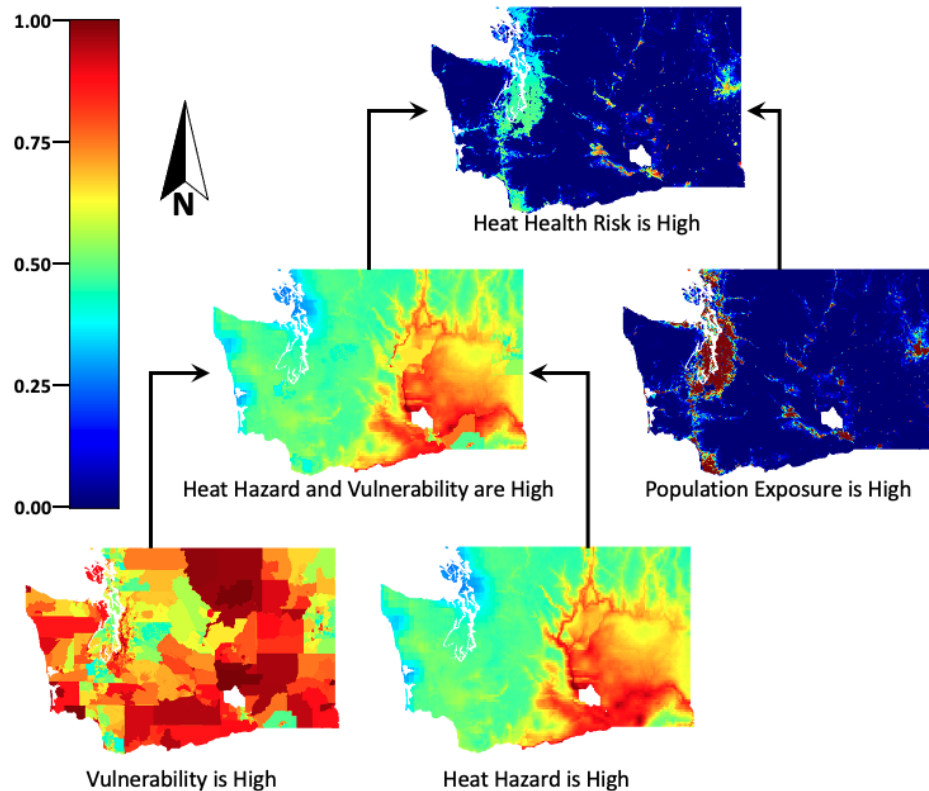 1.00
0.75
0.50
0.25
0.00
N
Heat Health Risk is High
Heat Hazard and Vulnerability are High
Population Exposure is High
Vulnerability is High
Heat Hazard is High